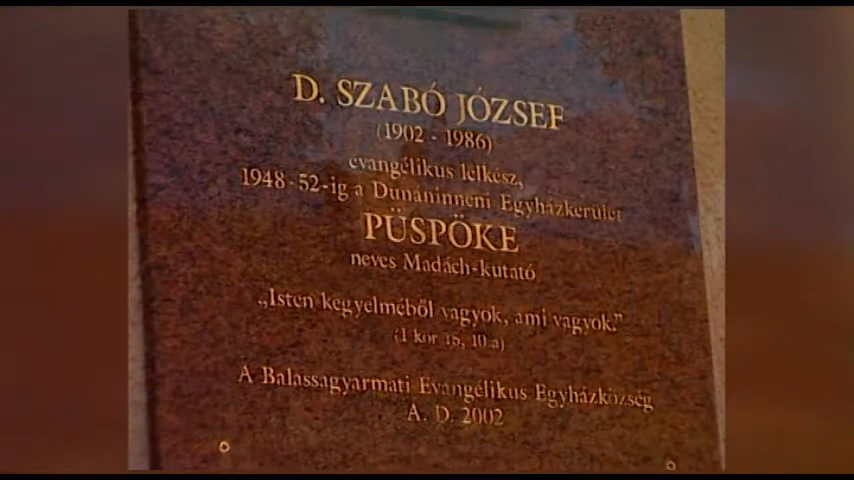 D. SZABÓ JÓZSEF
(1902 - 1986)
evangélikus lelkész,
1948-52-ig a Dunáninneni Egyházkerület
PÜSPÖKE
neves Madách-kutató
„Isten kegyelméből vagyok, ami vagyok."
(1 kor 15, 10 a)
A Balassagyarmati Evangélikus Egyházközség
A. D. 2002